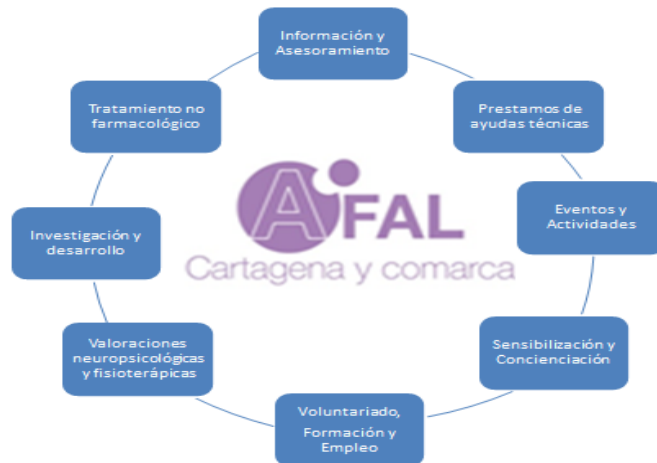 Información y
Asesoramiento
Prestamos de
ayudas técnicas
Eventos y
Actividades
Sensibilización y
Concienciación
Voluntariado,
Formación y
Empleo
Valoraciones
neuropsicológicas
y fisioterápicas
Investigación y
desarrollo
Tratamiento no
farmacológico
AFAL
Cartagena y comarca